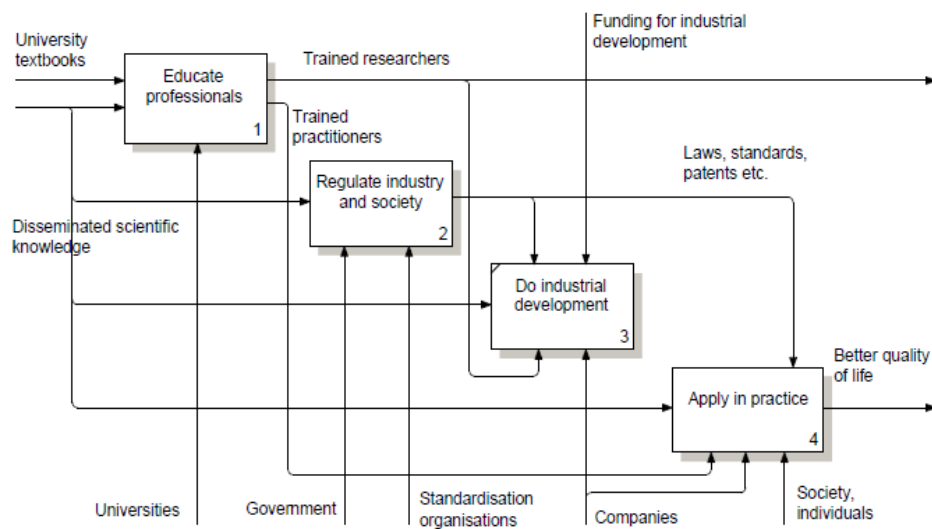 Funding for industrial
development
University
textbooks
Trained researchers
Educate
professionals
1
Trained
practitioners
Laws, standards,
patents etc.
Regulate industry
and society
2
Disseminated scientific
knowledge
Do industrial
development
3
Better quality
of life
Apply in practice
4
Universities
Government
Standardisation
organisations
Companies
Society,
individuals